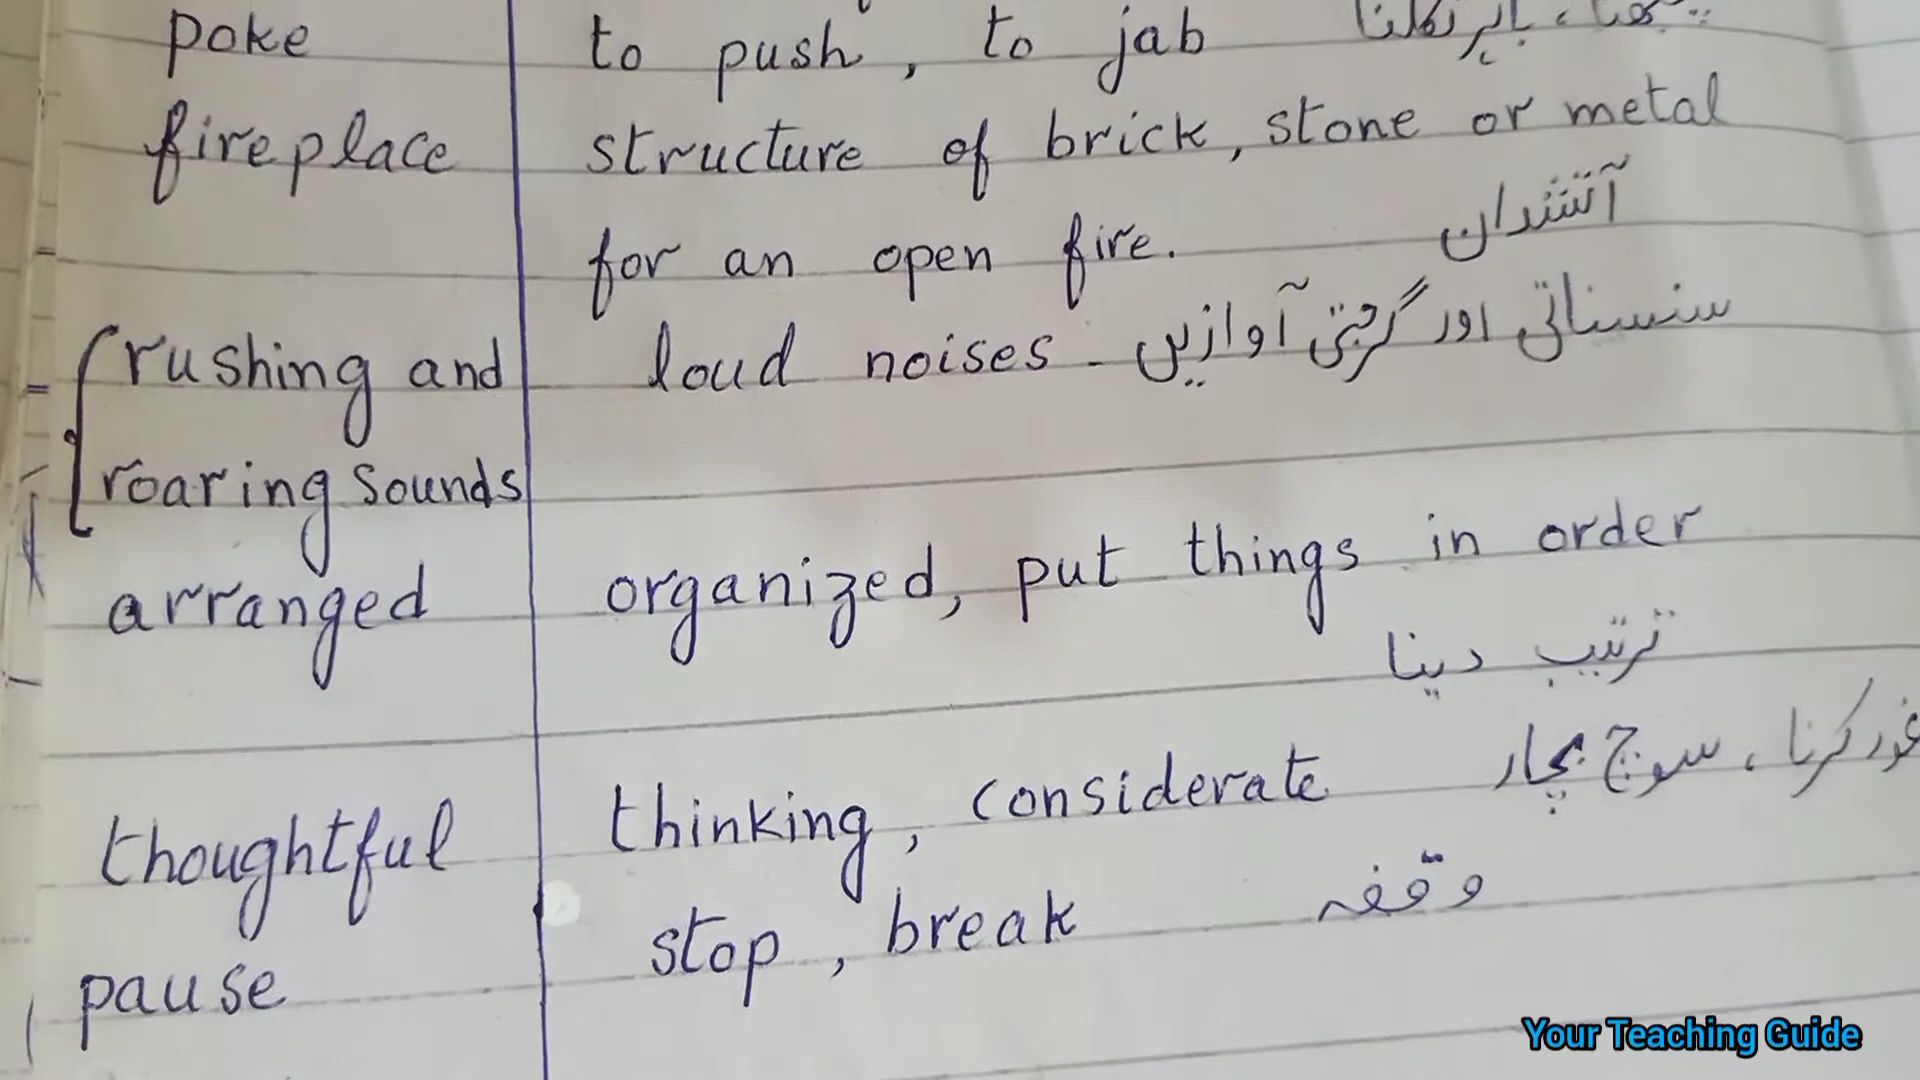 poke to push, to jab باہر نکلنا
fireplace structure of brick, stone or metal
for an open fire. آتشدان
rushing and loud noises - سنسناتی اور گرجتی آوازیں
roaring sounds
arranged organized, put things in order
ترتیب دینا
thoughtful thinking, considerate غور کرنا، سوچ بچار
pause stop, break وقفہ
Your Teaching Guide